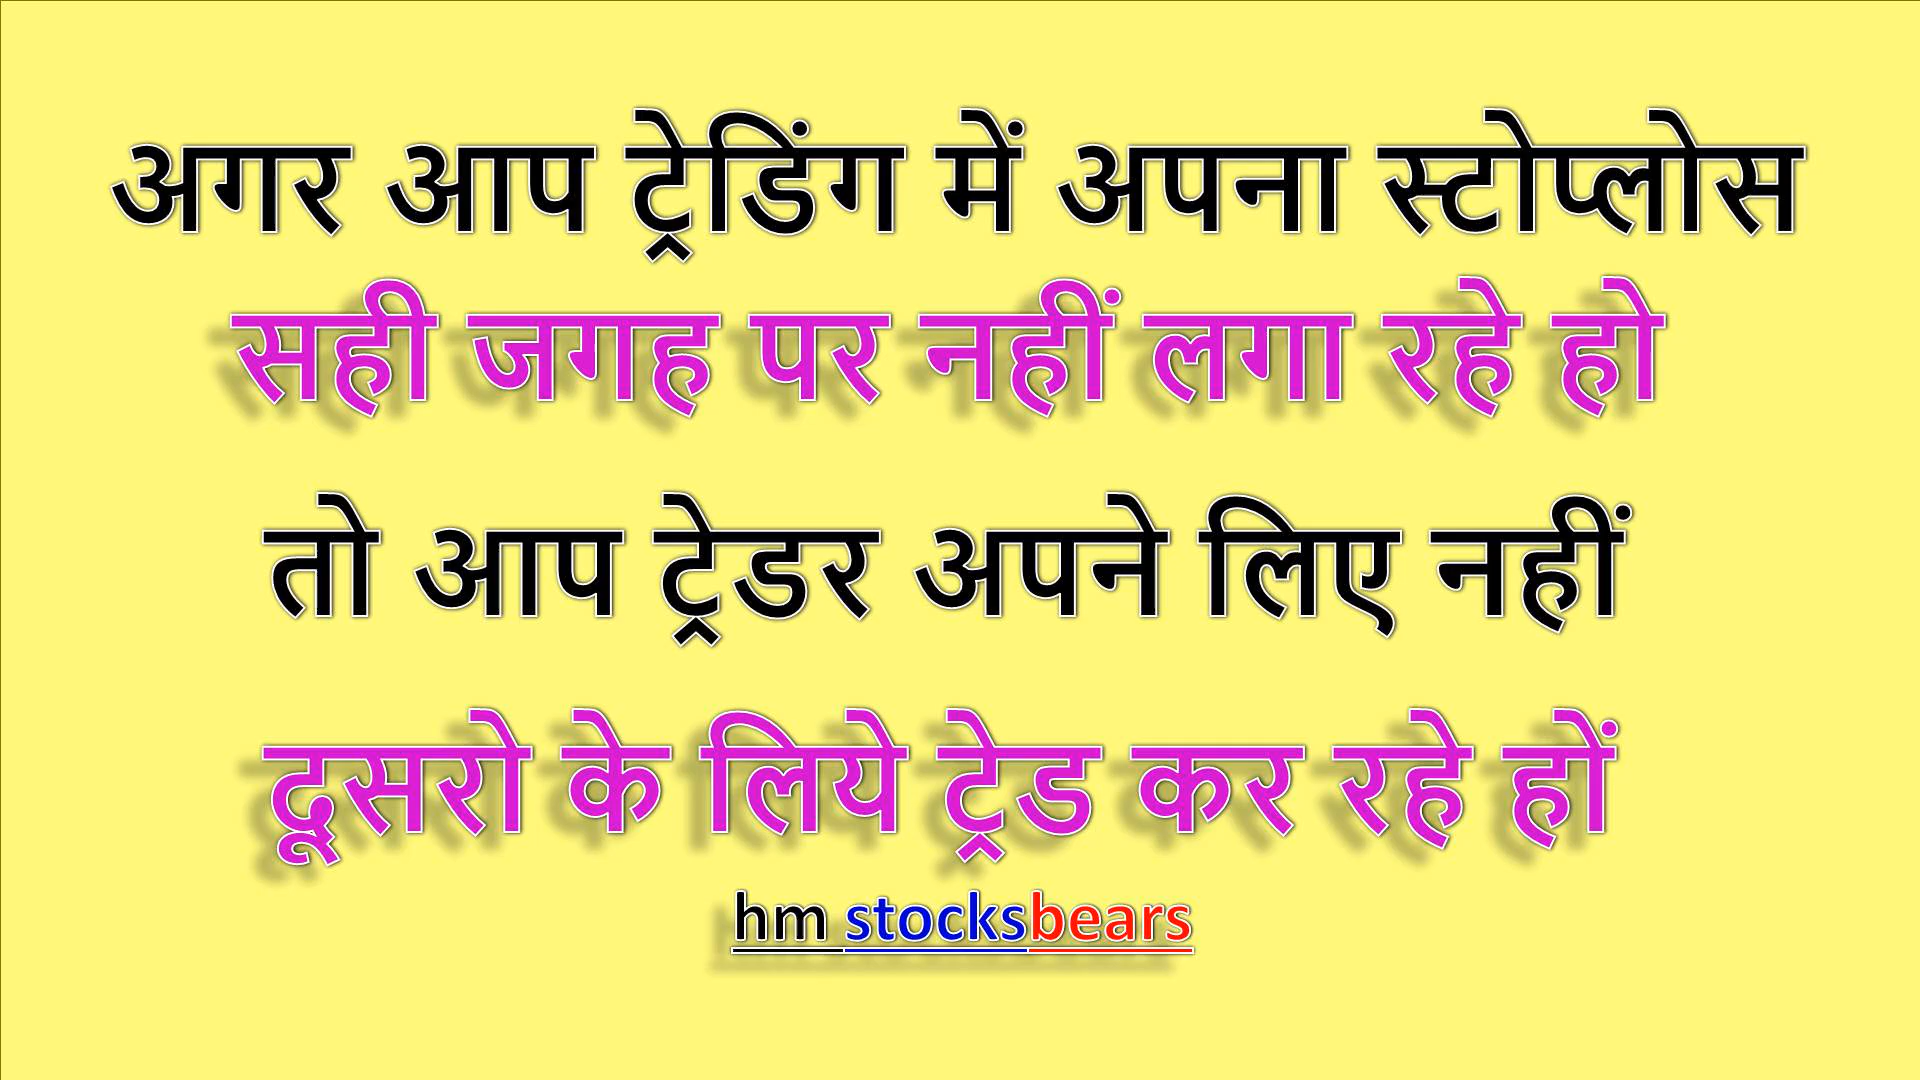 अगर आप ट्रेडिंग में अपना स्टोप्लोस
सही जगह पर नहीं लगा रहे हो
तो आप ट्रेडर अपने लिए नहीं
दूसरो के लिये ट्रेड कर रहे हों
hm stocksbears